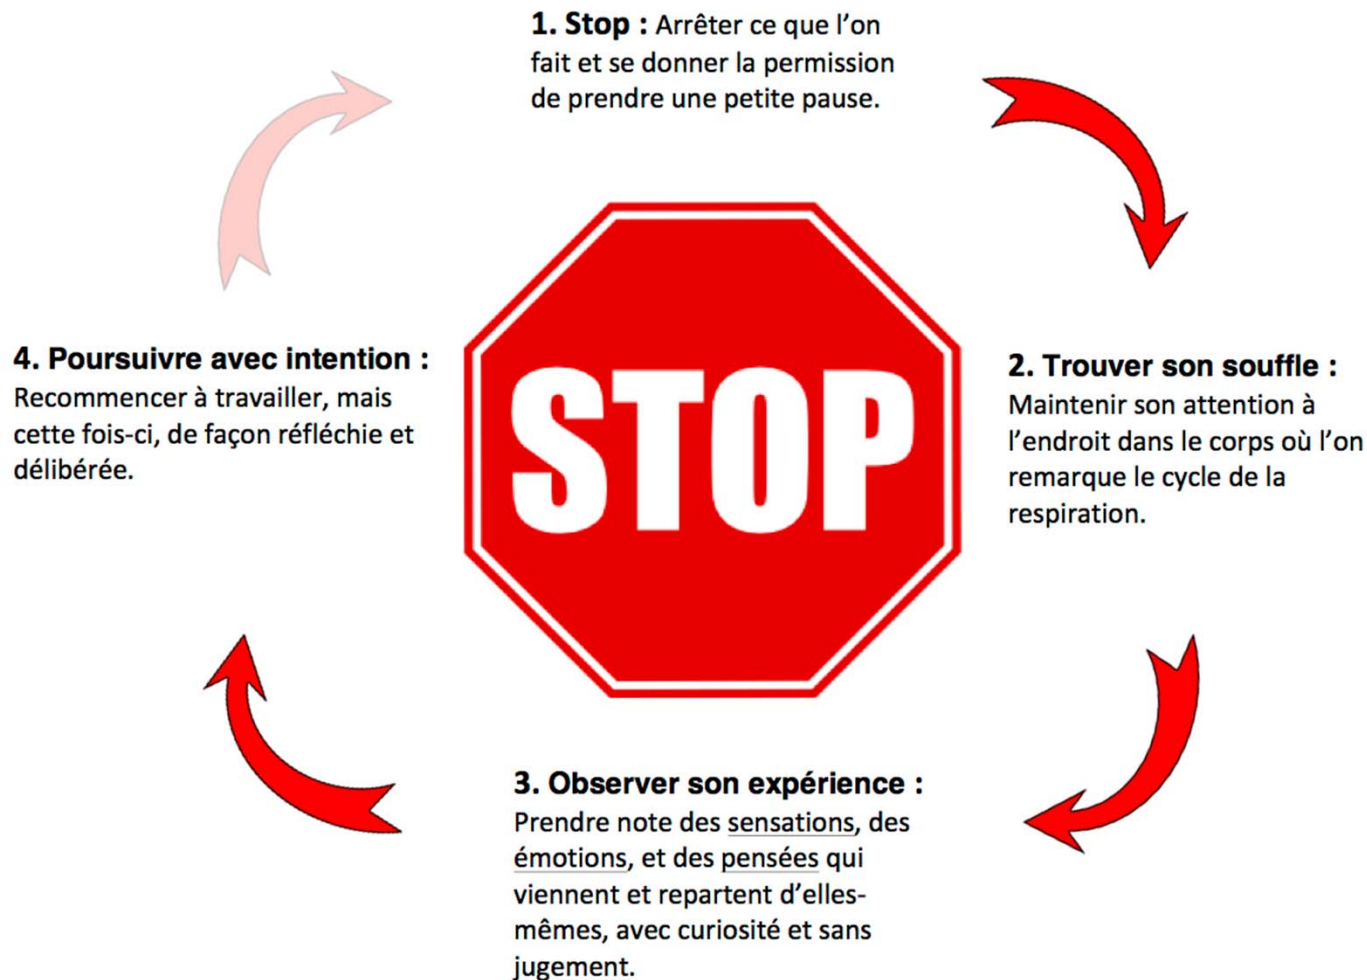 1. Stop : Arrêter ce que l’on
fait et se donner la permission
de prendre une petite pause.
STOP
2. Trouver son souffle :
Maintenir son attention à
l’endroit dans le corps où l’on
remarque le cycle de la
respiration.
3. Observer son expérience :
Prendre note des sensations, des
émotions, et des pensées qui
viennent et repartent d’elles-
mêmes, avec curiosité et sans
jugement.
4. Poursuivre avec intention :
Recommencer à travailler, mais
cette fois-ci, de façon réfléchie et
délibérée.